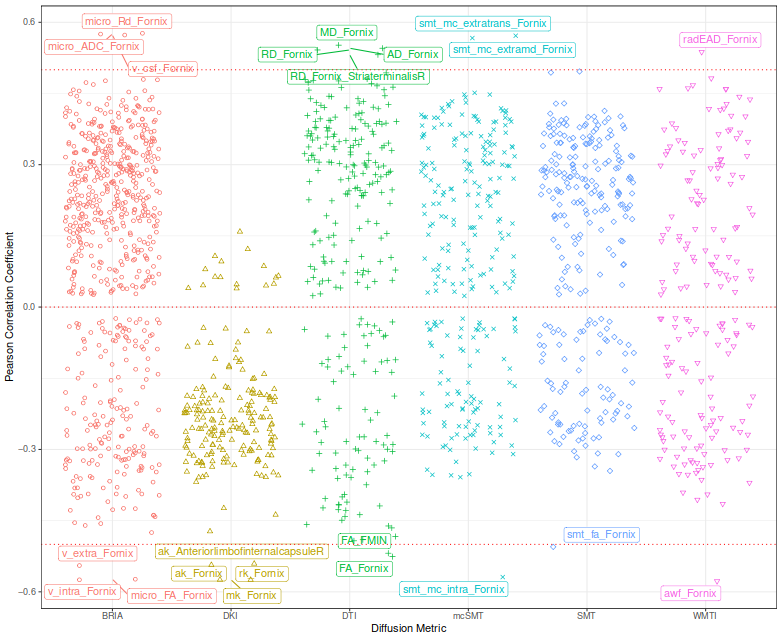 0.6
0.3
0.0
−0.3
−0.6
Pearson Correlation Coefficient
micro_Rd_Fornix
micro_ADC_Fornix
v_csf_Fornix
MD_Fornix
RD_Fornix
AD_Fornix
RD_Fornix_StriaterminalisR
smt_mc_extratrans_Fornix
smt_mc_extramd_Fornix
radEAD_Fornix
v_extra_Fornix
v_intra_Fornix
micro_FA_Fornix
ak_AnteriorlimbofinternalcapsuleR
ak_Fornix
rk_Fornix
mk_Fornix
FA_FMIN
FA_Fornix
smt_mc_intra_Fornix
smt_fa_Fornix
awf_Fornix
BRIA
DKI
DTI
mcSMT
SMT
WMTI
Diffusion Metric